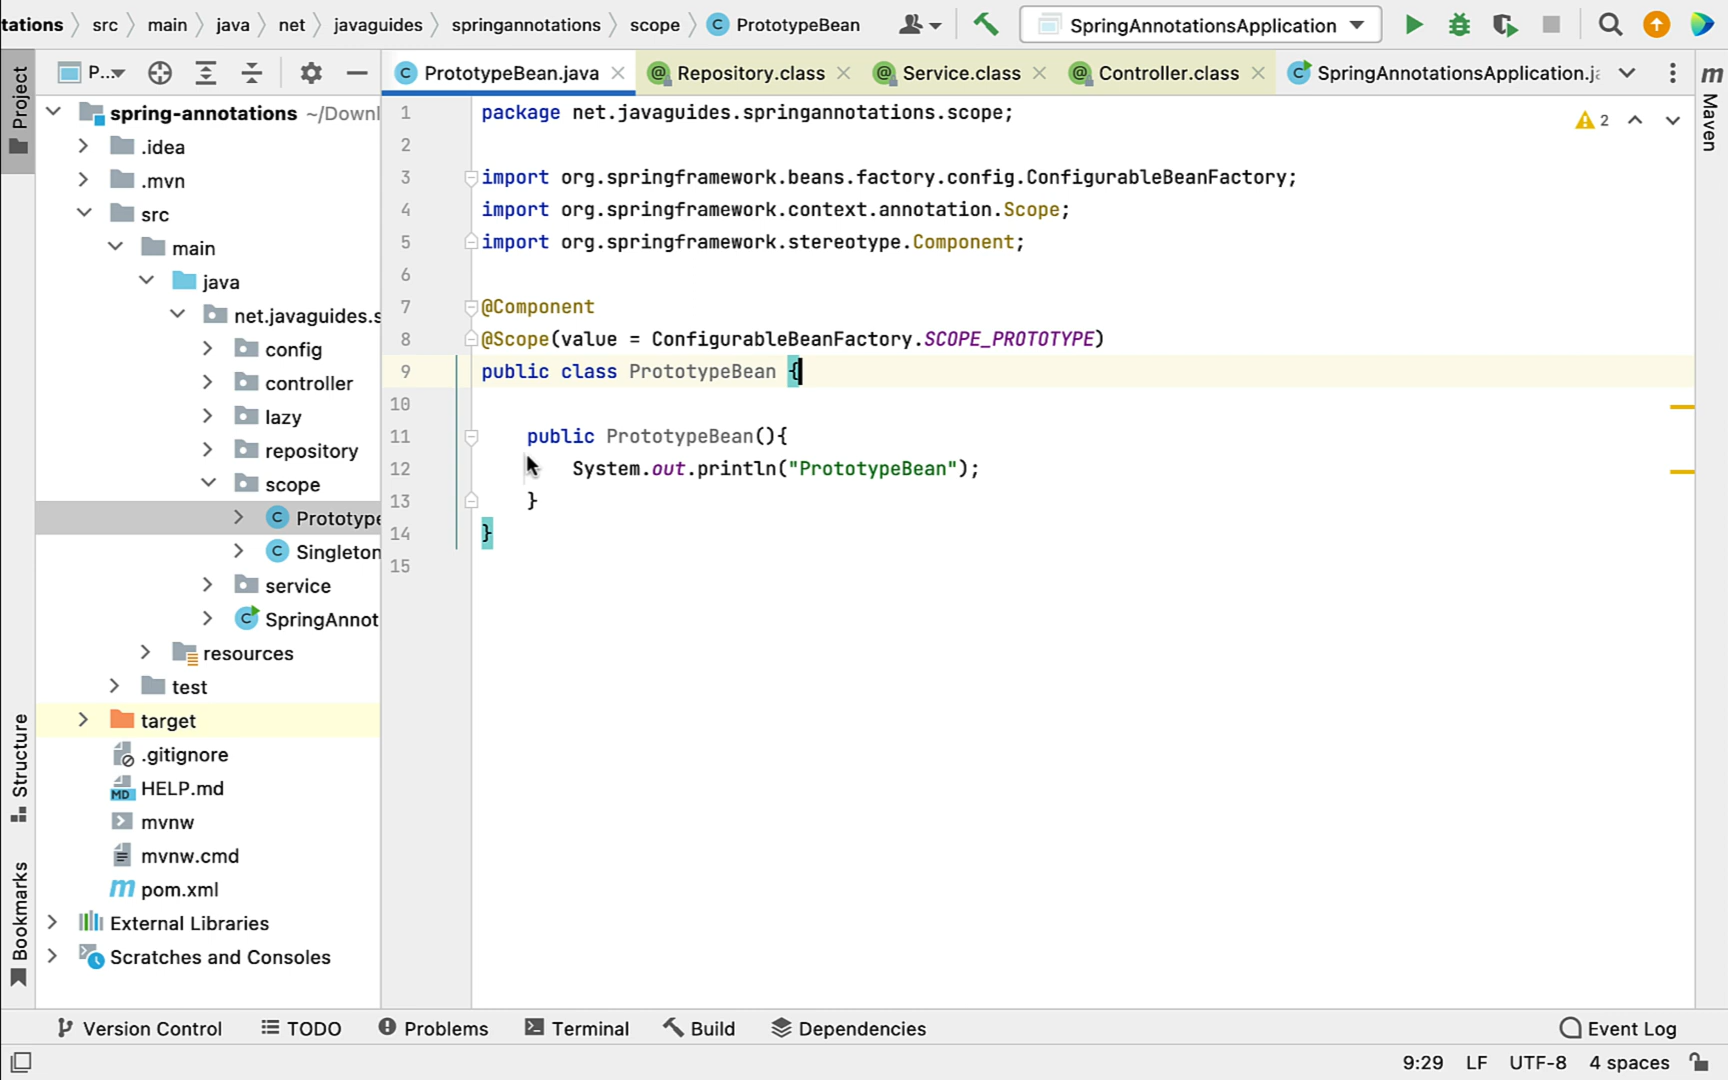 tations src main java net javaguides springannotations scope PrototypeBean SpringAnnotationsApplication
Project P... PrototypeBean.java Repository.class Service.class Controller.class SpringAnnotationsApplication.ja Maven
spring-annotations ~/Downl
.idea
.mvn
src
main
java
net.javaguides.s
config
controller
lazy
repository
scope
Prototype
Singleton
service
SpringAnnot
resources
test
target
.gitignore
HELP.md
mvnw
mvnw.cmd
pom.xml
External Libraries
Scratches and Consoles
Structure
Bookmarks
1 package net.javaguides.springannotations.scope;
2
3 import org.springframework.beans.factory.config.ConfigurableBeanFactory;
4 import org.springframework.context.annotation.Scope;
5 import org.springframework.stereotype.Component;
6
7 @Component
8 @Scope(value = ConfigurableBeanFactory.SCOPE_PROTOTYPE)
9 public class PrototypeBean {
10
11 public PrototypeBean(){
12 System.out.println("PrototypeBean");
13 }
14 }
15
2
Version Control TODO Problems Terminal Build Dependencies Event Log
9:29 LF UTF-8 4 spaces